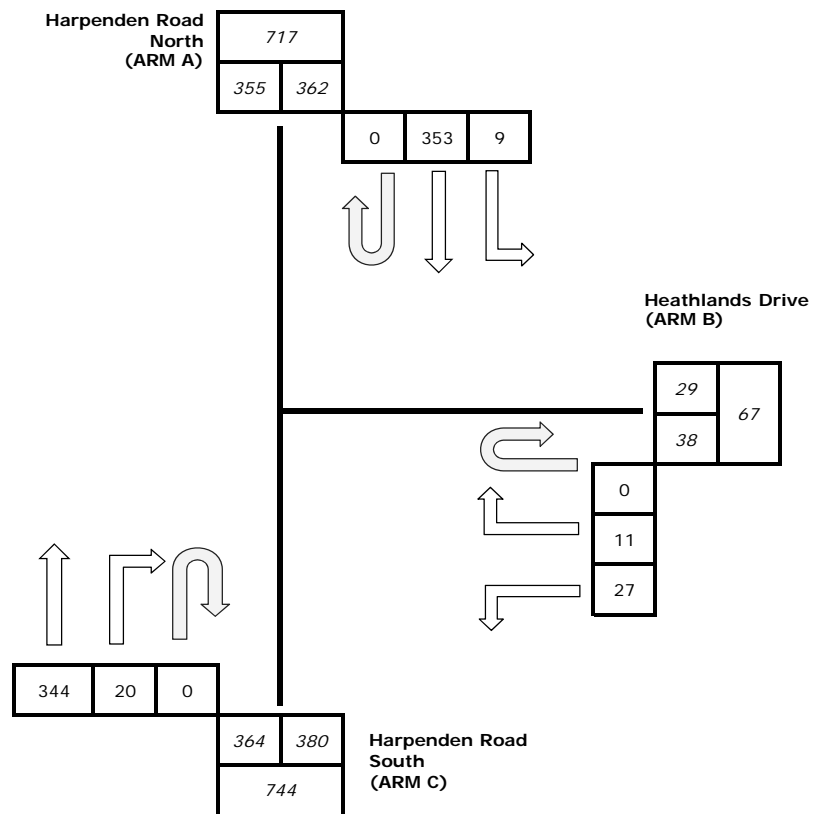 Harpenden Road
North
(ARM A)
717
355 362
0 353 9
Heathlands Drive
(ARM B)
29
67
38
0
11
27
344 20 0
364 380
744
Harpenden Road
South
(ARM C)